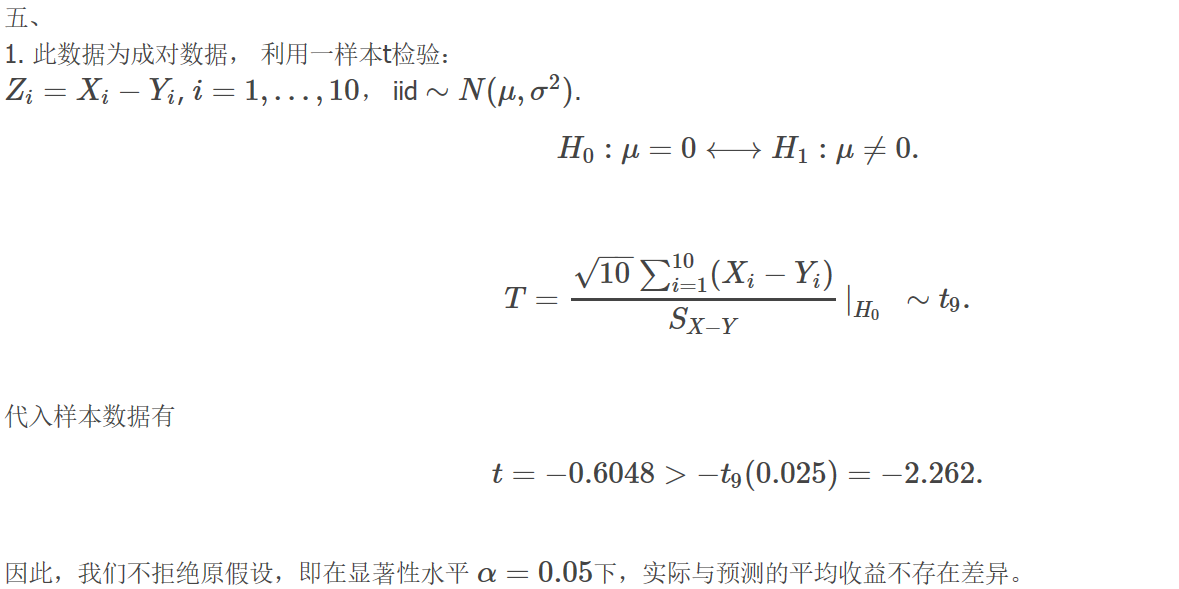 五、
1. 此数据为成对数据， 利用一样本t检验：
Z_i = X_i − Y_i, i = 1, . . . , 10， iid ∼ N(μ, σ²).
H_0 : μ = 0 ⟷ H_1 : μ ≠ 0.
T = \frac{\sqrt{10} \sum_{i=1}^{10} (X_i − Y_i)}{S_{X−Y}} |_{H_0} ∼ t_9.
代入样本数据有
t = −0.6048 > −t_9(0.025) = −2.262.
因此，我们不拒绝原假设，即在显著性水平 α = 0.05下，实际与预测的平均收益不存在差异。